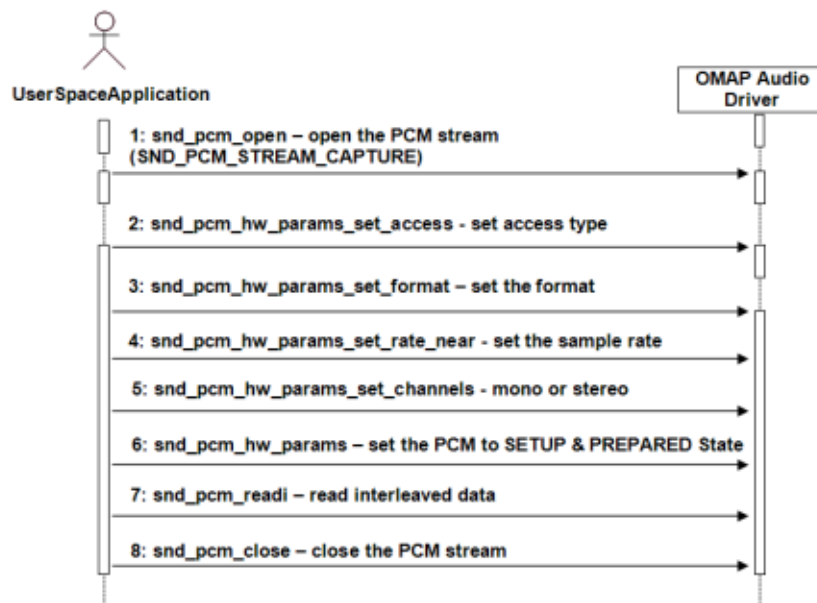 UserSpaceApplication
OMAP Audio
Driver
1: snd_pcm_open – open the PCM stream
(SND_PCM_STREAM_CAPTURE)
2: snd_pcm_hw_params_set_access - set access type
3: snd_pcm_hw_params_set_format – set the format
4: snd_pcm_hw_params_set_rate_near - set the sample rate
5: snd_pcm_hw_params_set_channels - mono or stereo
6: snd_pcm_hw_params – set the PCM to SETUP & PREPARED State
7: snd_pcm_readi – read interleaved data
8: snd_pcm_close – close the PCM stream